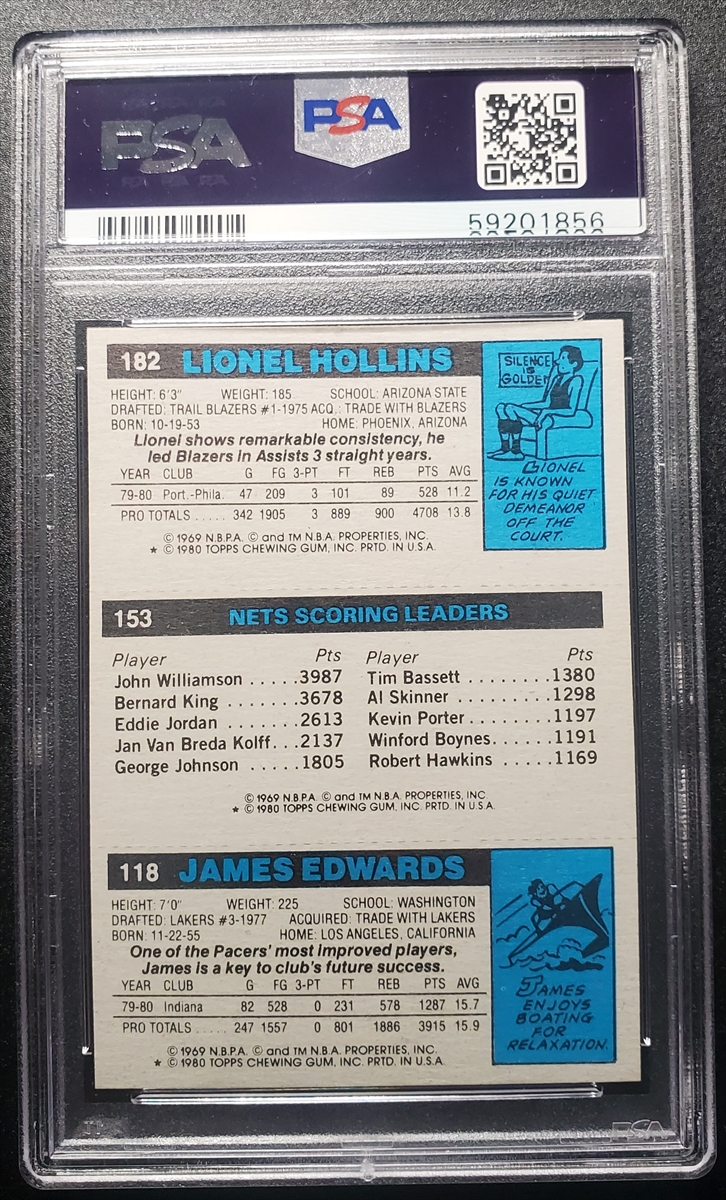 PSA
PSA
59201856
182 LIONEL HOLLINS
HEIGHT: 6'3" WEIGHT: 185 SCHOOL: ARIZONA STATE
DRAFTED: TRAIL BLAZERS #1-1975 ACQ.: TRADE WITH BLAZERS
BORN: 10-19-53 HOME: PHOENIX, ARIZONA
Lionel shows remarkable consistency, he
led Blazers in Assists 3 straight years.
YEAR CLUB G FG 3-PT FT REB PTS AVG
79-80 Port.-Phila. 47 209 3 101 89 528 11.2
PRO TOTALS ..... 342 1905 3 889 900 4708 13.8
© 1969 N.B.P.A. © and TM N.B.A. PROPERTIES, INC.
★ © 1980 TOPPS CHEWING GUM, INC. PRTD. IN U.S.A.
SILENCE
IS
GOLDEN
LIONEL
IS KNOWN
FOR HIS QUIET
DEMEANOR
OFF THE
COURT.
153 NETS SCORING LEADERS
Player Pts Player Pts
John Williamson .....3987 Tim Bassett ........1380
Bernard King .......3678 Al Skinner .........1298
Eddie Jordan .......2613 Kevin Porter ........1197
Jan Van Breda Kolff...2137 Winford Boynes......1191
George Johnson .....1805 Robert Hawkins .....1169
© 1969 N.B.P.A. © and TM N.B.A. PROPERTIES, INC.
★ © 1980 TOPPS CHEWING GUM, INC. PRTD. IN U.S.A.
118 JAMES EDWARDS
HEIGHT: 7'0" WEIGHT: 225 SCHOOL: WASHINGTON
DRAFTED: LAKERS #3-1977 ACQUIRED: TRADE WITH LAKERS
BORN: 11-22-55 HOME: LOS ANGELES, CALIFORNIA
One of the Pacers' most improved players,
James is a key to club's future success.
YEAR CLUB G FG 3-PT FT REB PTS AVG
79-80 Indiana 82 528 0 231 578 1287 15.7
PRO TOTALS ..... 247 1557 0 801 1886 3915 15.9
© 1969 N.B.P.A. © and TM N.B.A. PROPERTIES, INC.
★ © 1980 TOPPS CHEWING GUM, INC. PRTD. IN U.S.A.
JAMES
ENJOYS
BOATING
FOR
RELAXATION.
PSA